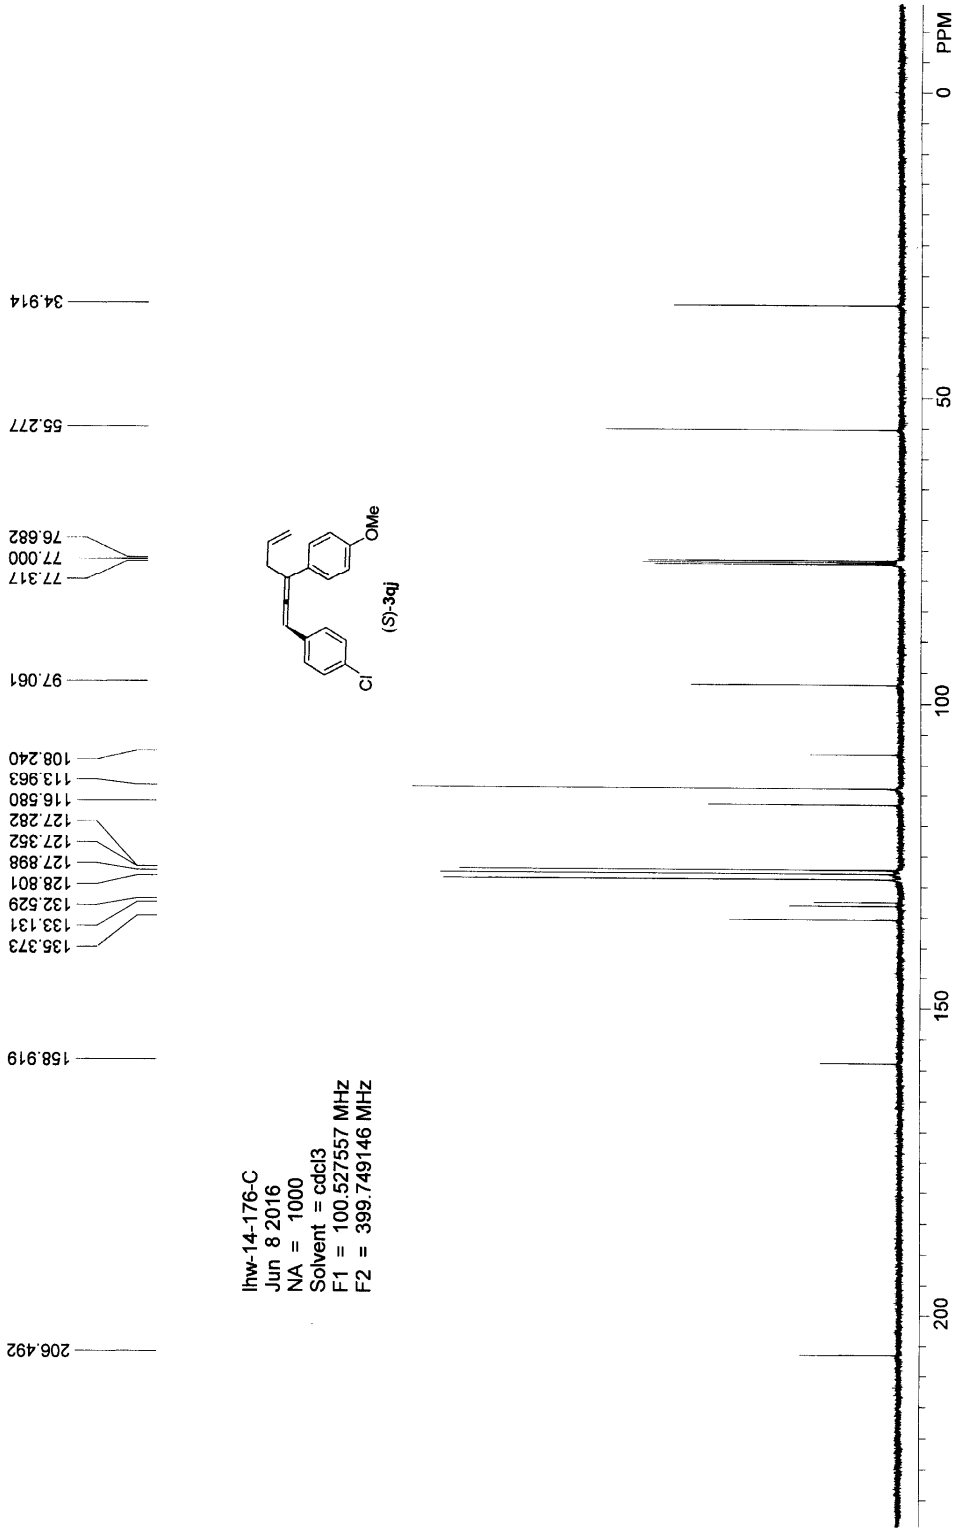 206.492
158.919
135.373
133.131
132.529
128.801
127.898
127.352
127.282
116.580
113.963
108.240
97.061
77.317
77.000
76.682
55.277
34.914
lhw-14-176-C
Jun 8 2016
NA = 1000
Solvent = cdcl3
F1 = 100.527557 MHz
F2 = 399.749146 MHz
Cl
OMe
(S)-3qj
200
150
100
50
0
PPM